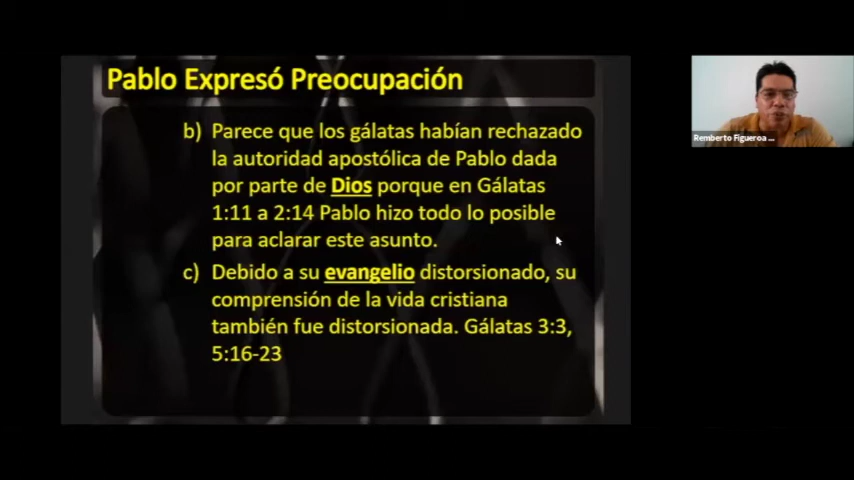 Pablo Expresó Preocupación
b) Parece que los gálatas habían rechazado
la autoridad apostólica de Pablo dada
por parte de Dios porque en Gálatas
1:11 a 2:14 Pablo hizo todo lo posible
para aclarar este asunto.
c) Debido a su evangelio distorsionado, su
comprensión de la vida cristiana
también fue distorsionada. Gálatas 3:3,
5:16-23
Remberto Figueroa ...